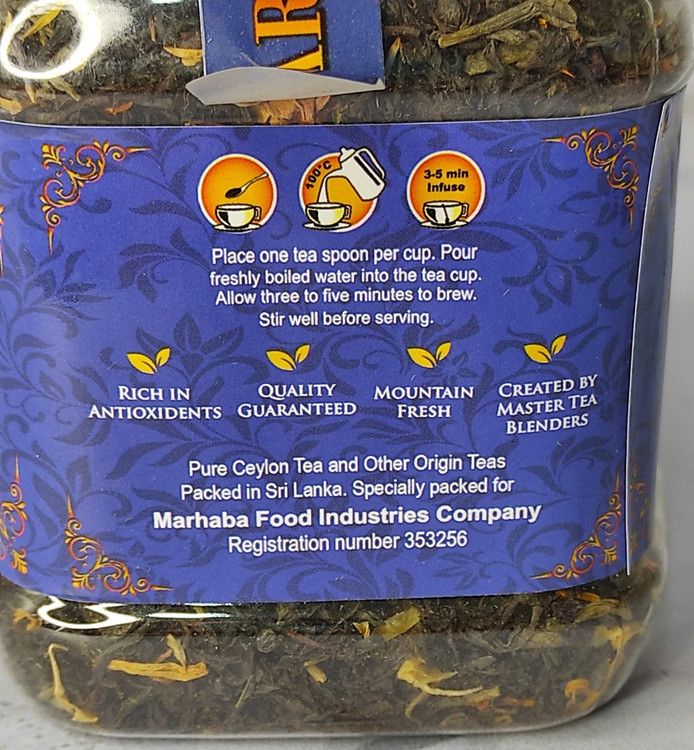 AR
100°C
3-5 min
Infuse
Place one tea spoon per cup. Pour
freshly boiled water into the tea cup.
Allow three to five minutes to brew.
Stir well before serving.
RICH IN
ANTIOXIDENTS
QUALITY
GUARANTEED
MOUNTAIN
FRESH
CREATED BY
MASTER TEA
BLENDERS
Pure Ceylon Tea and Other Origin Teas
Packed in Sri Lanka. Specially packed for
Marhaba Food Industries Company
Registration number 353256